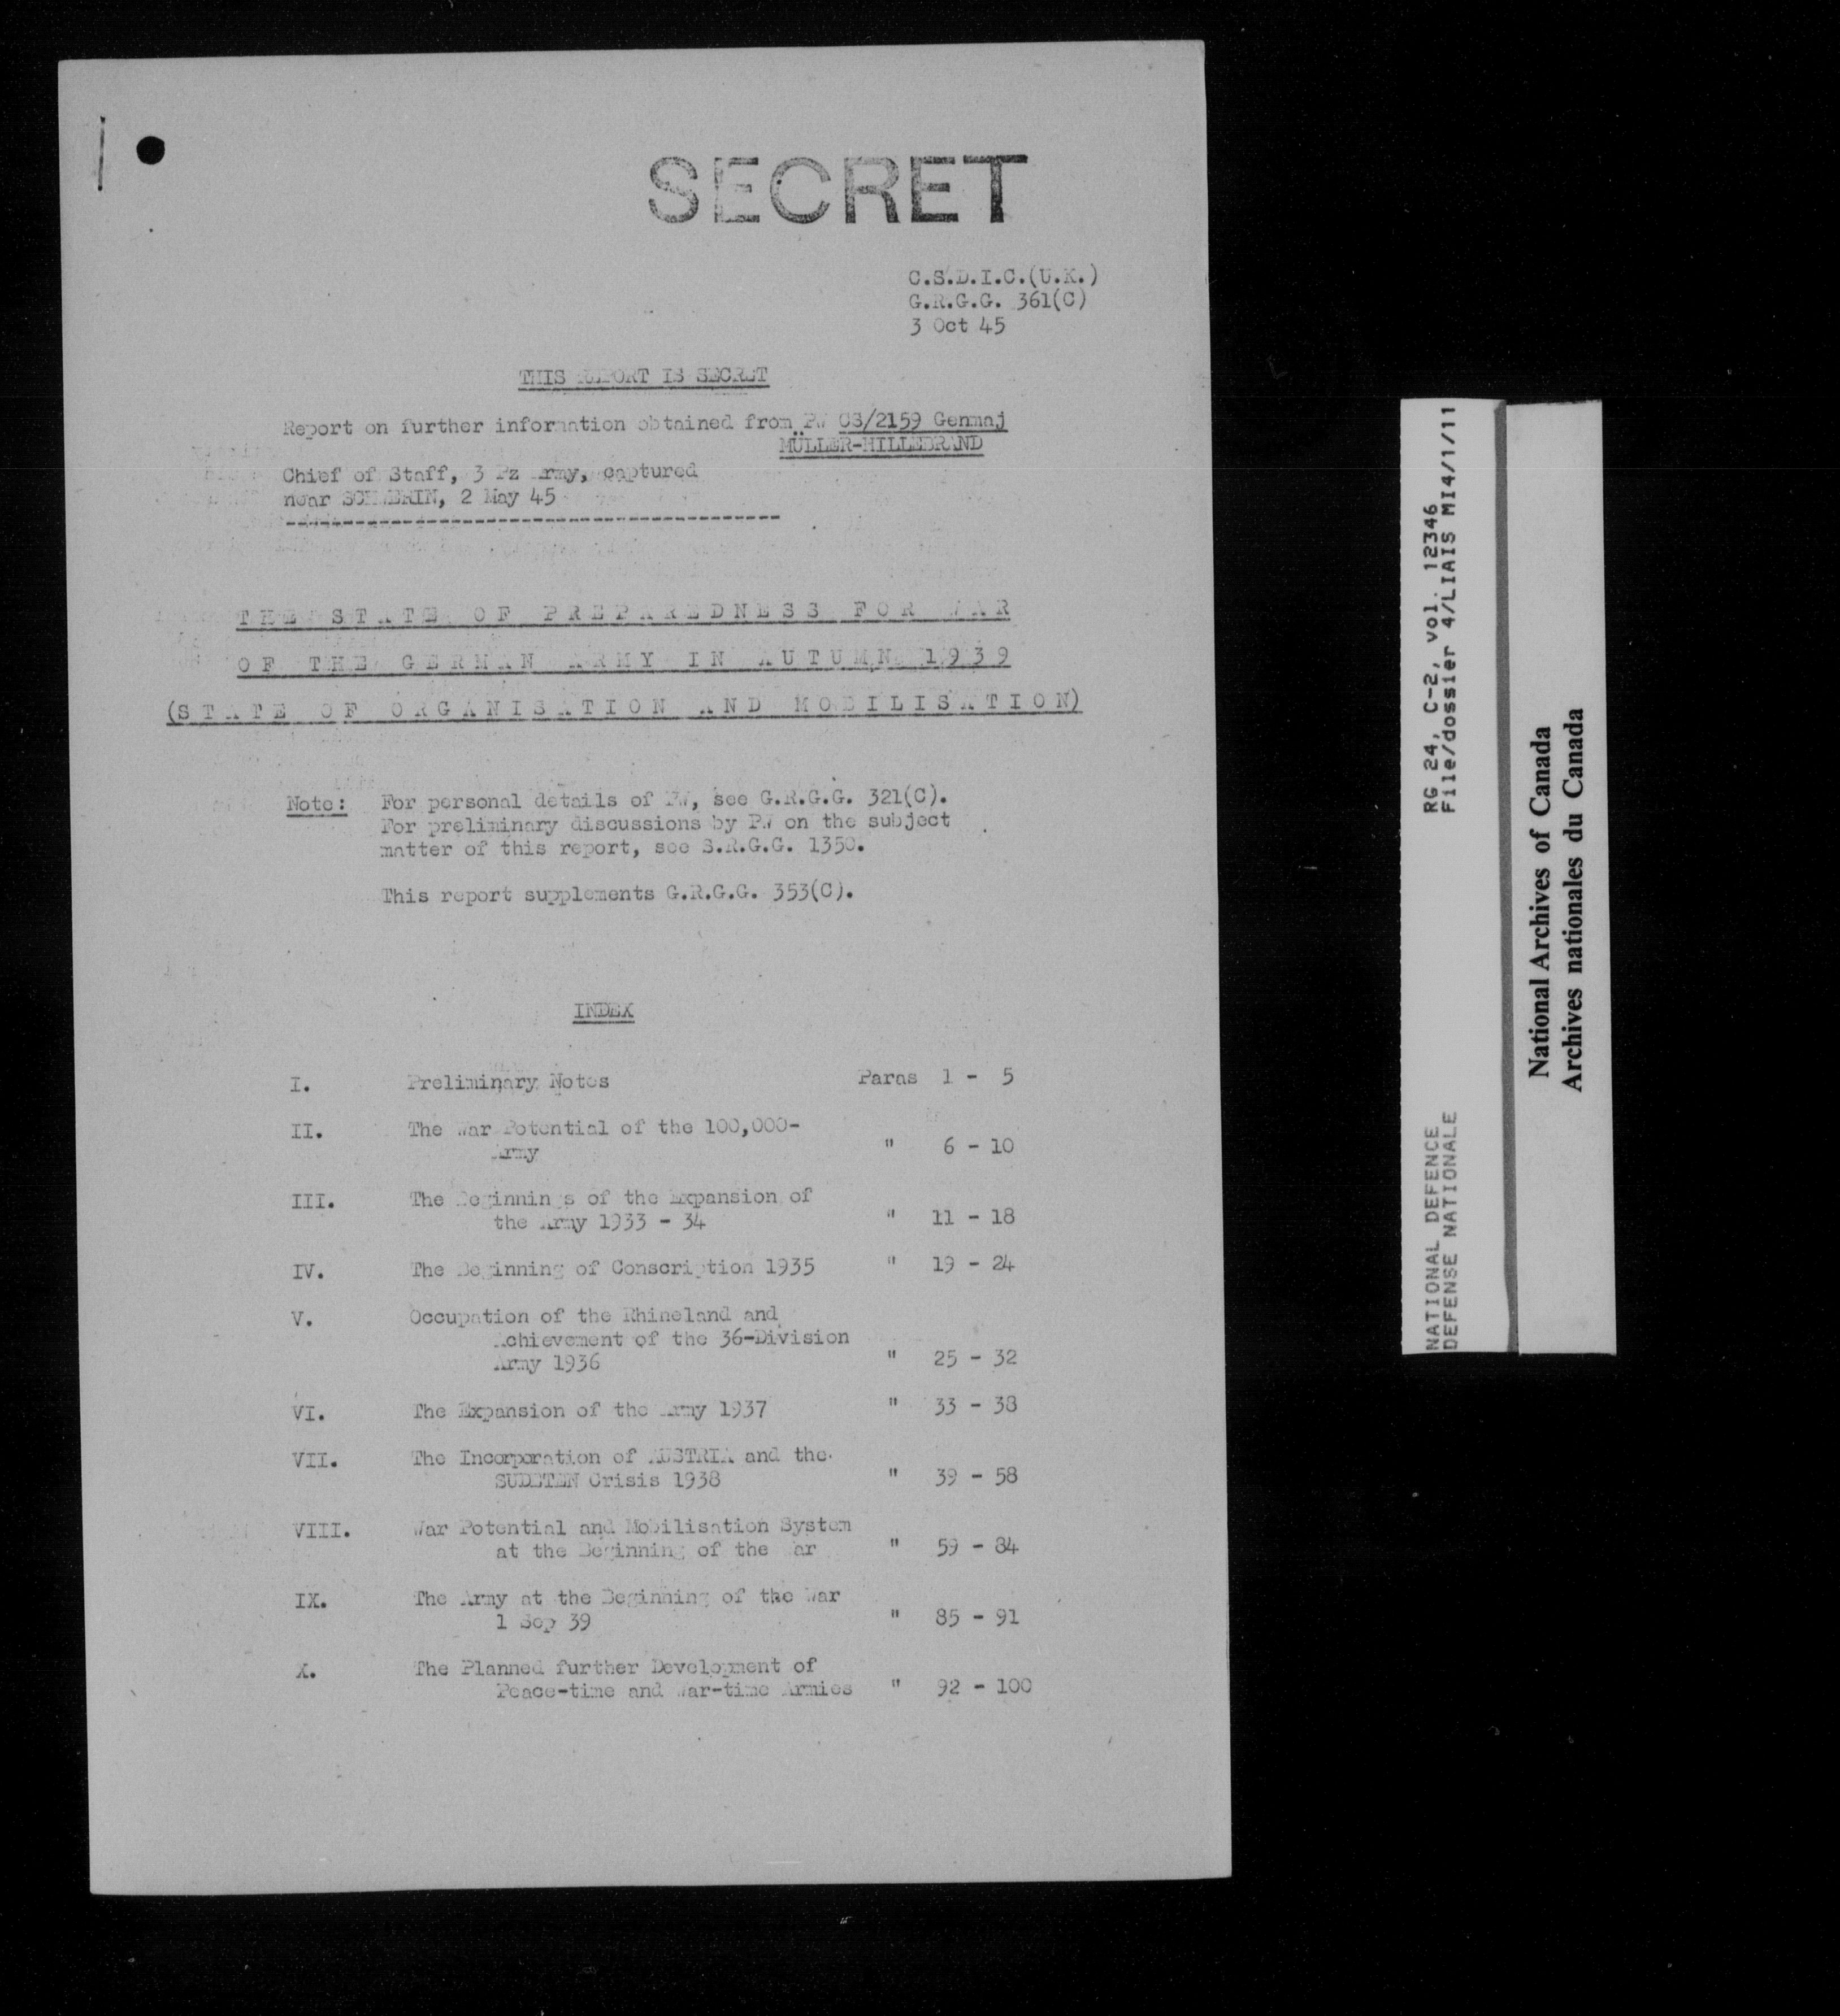 SECRET
C.S.D.I.C.(U.K.)
G.R.G.G. 361(C)
3 Oct 45
THIS REPORT IS SECRET
Report on further information obtained from PW CS/2159 Genmaj
MÜLLER-HILLEBRAND
Chief of Staff, 3 Pz Army, captured
near SCHWERIN, 2 May 45
THE STATE OF PREPAREDNESS FOR WAR
OF THE GERMAN ARMY IN AUTUMN 1939
(STATE OF ORGANISATION AND MOBILISATION)
Note: For personal details of PW, see G.R.G.G. 321(C).
For preliminary discussions by PW on the subject
matter of this report, see S.R.G.G. 1350.
This report supplements G.R.G.G. 353(C).
INDEX
I. Preliminary Notes Paras 1 - 5
II. The War Potential of the 100,000-
Army " 6 - 10
III. The Beginnings of the Expansion of
the Army 1933 - 34 " 11 - 18
IV. The Beginning of Conscription 1935 " 19 - 24
V. Occupation of the Rhineland and
Achievement of the 36-Division
Army 1936 " 25 - 32
VI. The Expansion of the Army 1937 " 33 - 38
VII. The Incorporation of AUSTRIA and the
SUDETEN Crisis 1938 " 39 - 58
VIII. War Potential and Mobilisation System
at the Beginning of the War " 59 - 84
IX. The Army at the Beginning of the War
1 Sep 39 " 85 - 91
X. The Planned further Development of
Peace-time and War-time Armies " 92 - 100
NATIONAL DEFENCE RG 24, C-2, vol. 12346
DEFENSE NATIONALE File/dossier 4/LIAIS MI4/1/11
National Archives of Canada
Archives nationales du Canada